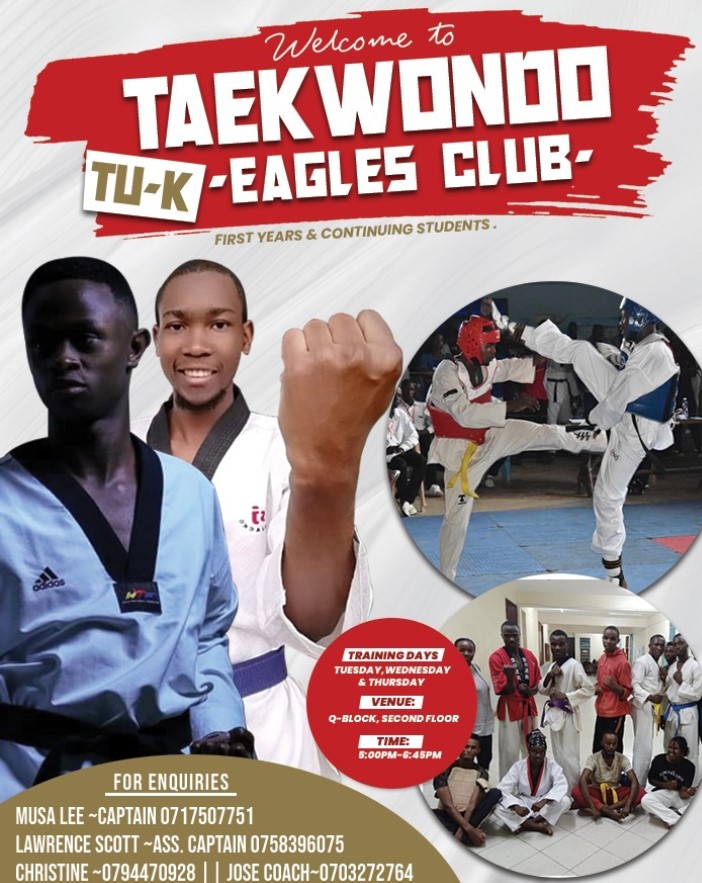 Welcome to
TAEKWONDO
TU-K -EAGLES CLUB-
FIRST YEARS & CONTINUING STUDENTS .
adidas
TRAINING DAYS
TUESDAY, WEDNESDAY
& THURSDAY
VENUE:
Q-BLOCK, SECOND FLOOR
TIME:
5:00PM-6:45PM
FOR ENQUIRIES
MUSA LEE ~CAPTAIN 0717507751
LAWRENCE SCOTT ~ASS. CAPTAIN 0758396075
CHRISTINE ~0794470928 || JOSE COACH~0703272764